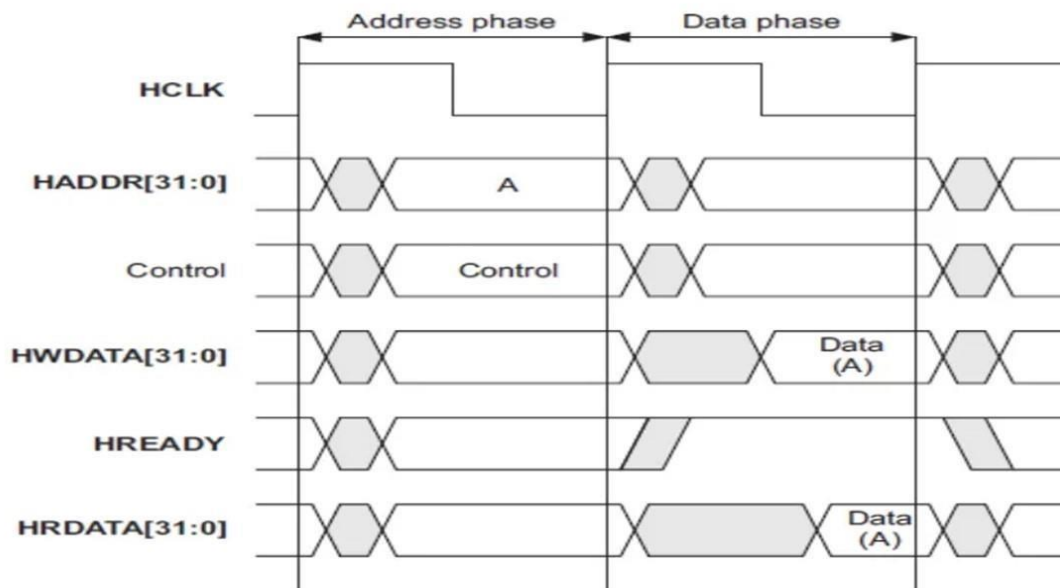 Address phase
Data phase
HCLK
HADDR[31:0]
A
Control
Control
HWDATA[31:0]
Data
(A)
HREADY
HRDATA[31:0]
Data
(A)